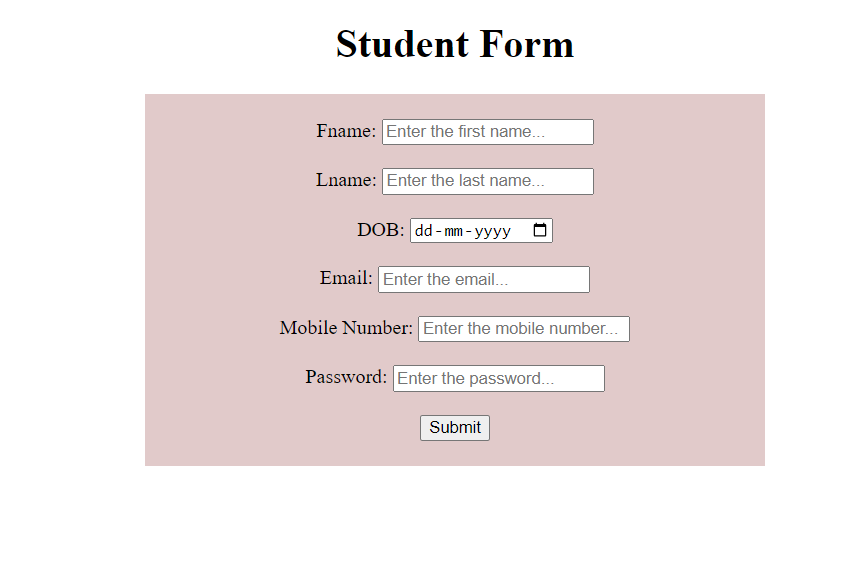 Student Form
Fname: Enter the first name...
Lname: Enter the last name...
DOB: dd-mm-yyyy
Email: Enter the email...
Mobile Number: Enter the mobile number...
Password: Enter the password...
Submit